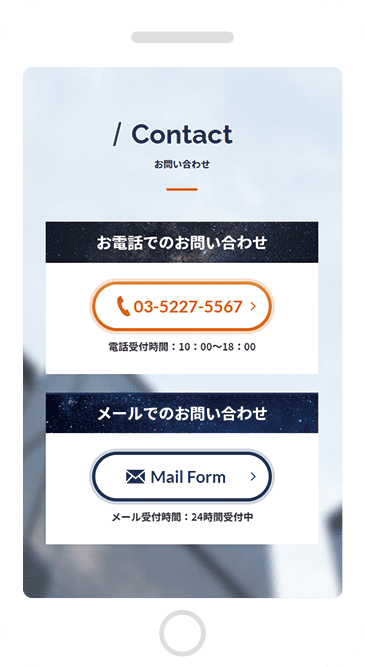 / Contact
お問い合わせ
お電話でのお問い合わせ
03-5227-5567
電話受付時間：10：00〜18：00
メールでのお問い合わせ
Mail Form
メール受付時間：24時間受付中